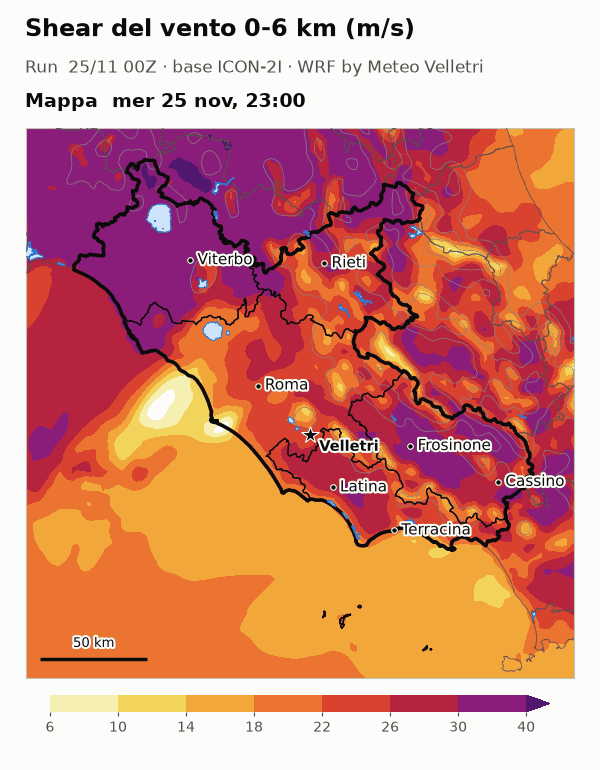 Shear del vento 0-6 km (m/s)
Run  25/11 00Z · base ICON-2I · WRF by Meteo Velletri
Mappa  mer 25 nov, 23:00
Viterbo
Rieti
Roma
Velletri
Frosinone
Cassino
Latina
Terracina
50 km
6 10 14 18 22 26 30 40